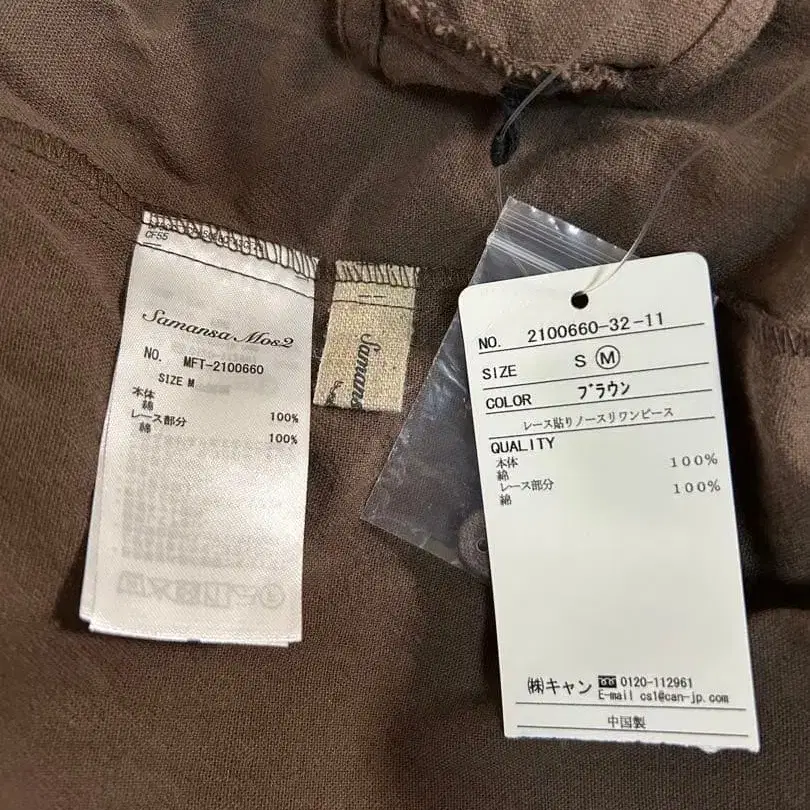 CF55
Samansa Mos2
NO. MFT-2100660
SIZE M
本体
綿 100%
レース部分
綿 100%
Samansa
NO. 2100660-32-11
SIZE S Ⓜ
COLOR ブラウン
レース貼りノースリワンピース
QUALITY
本体
綿 100%
レース部分
綿 100%
㈱キャン 0120-112961
E-mail cs1@can-jp.com
中国製